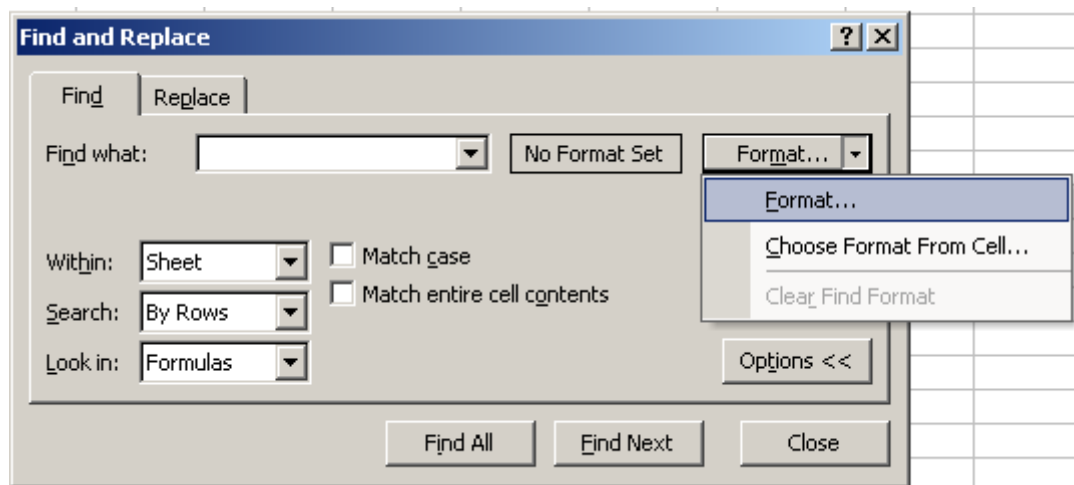 Find and Replace ? X
Find Replace
Find what: No Format Set Format...
Format...
Choose Format From Cell...
Clear Find Format
Within: Sheet Match case
Match entire cell contents
Search: By Rows
Look in: Formulas Options <<
Find All Find Next Close